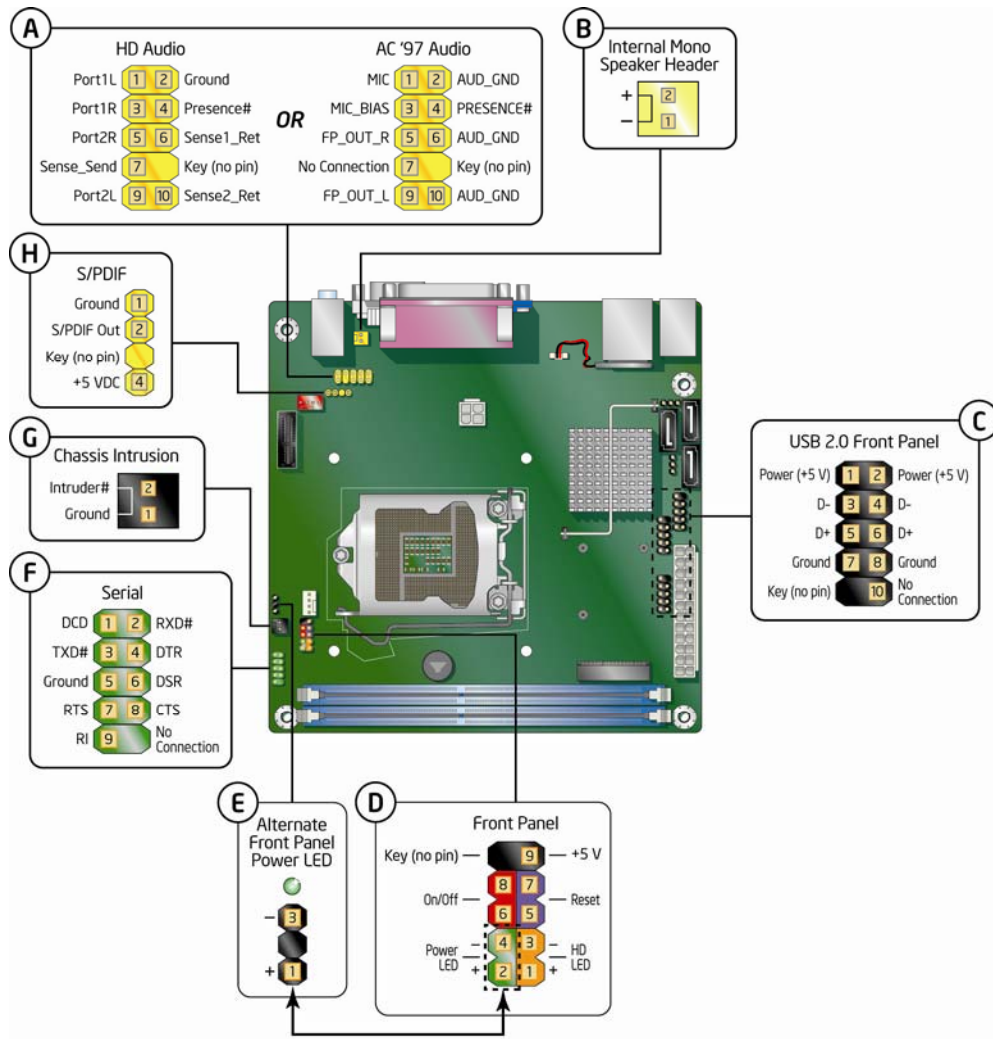 A
HD Audio
Port1L 1 2 Ground
Port1R 3 4 Presence#
Port2R 5 6 Sense1_Ret
Sense_Send 7 Key (no pin)
Port2L 9 10 Sense2_Ret
OR
AC '97 Audio
MIC 1 2 AUD_GND
MIC_BIAS 3 4 PRESENCE#
FP_OUT_R 5 6 AUD_GND
No Connection 7 Key (no pin)
FP_OUT_L 9 10 AUD_GND
B
Internal Mono
Speaker Header
+ 2
− 1
H
S/PDIF
Ground 1
S/PDIF Out 2
Key (no pin)
+5 VDC 4
G
Chassis Intrusion
Intruder# 2
Ground 1
C
USB 2.0 Front Panel
Power (+5 V) 1 2 Power (+5 V)
D- 3 4 D-
D+ 5 6 D+
Ground 7 8 Ground
Key (no pin) 10 No
Connection
F
Serial
DCD 1 2 RXD#
TXD# 3 4 DTR
Ground 5 6 DSR
RTS 7 8 CTS
RI 9 No
Connection
E
Alternate
Front Panel
Power LED
− 3
+ 1
D
Front Panel
Key (no pin) 9 +5 V
8 7
On/Off Reset
6 5
− 4 3 −
Power
LED
HD
LED
+ 2 1 +